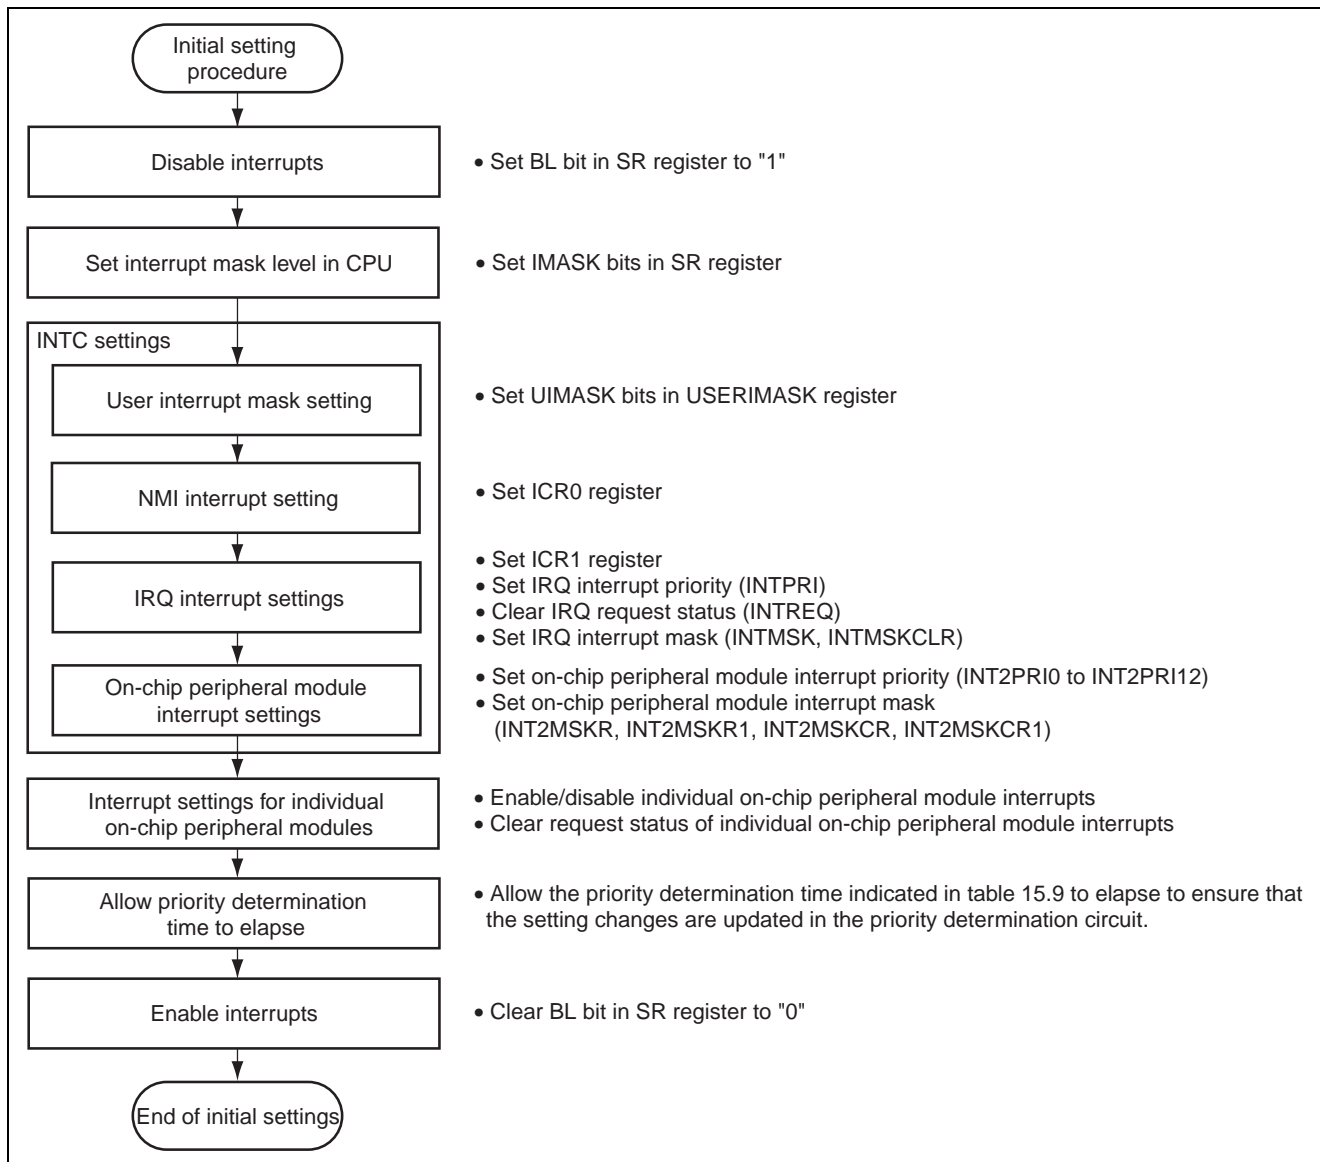 Initial setting
procedure
Disable interrupts
• Set BL bit in SR register to "1"
Set interrupt mask level in CPU
• Set IMASK bits in SR register
INTC settings
User interrupt mask setting
• Set UIMASK bits in USERIMASK register
NMI interrupt setting
• Set ICR0 register
IRQ interrupt settings
• Set ICR1 register
• Set IRQ interrupt priority (INTPRI)
• Clear IRQ request status (INTREQ)
• Set IRQ interrupt mask (INTMSK, INTMSKCLR)
On-chip peripheral module
interrupt settings
• Set on-chip peripheral module interrupt priority (INT2PRI0 to INT2PRI12)
• Set on-chip peripheral module interrupt mask
(INT2MSKR, INT2MSKR1, INT2MSKCR, INT2MSKCR1)
Interrupt settings for individual
on-chip peripheral modules
• Enable/disable individual on-chip peripheral module interrupts
• Clear request status of individual on-chip peripheral module interrupts
Allow priority determination
time to elapse
• Allow the priority determination time indicated in table 15.9 to elapse to ensure that
the setting changes are updated in the priority determination circuit.
Enable interrupts
• Clear BL bit in SR register to "0"
End of initial settings